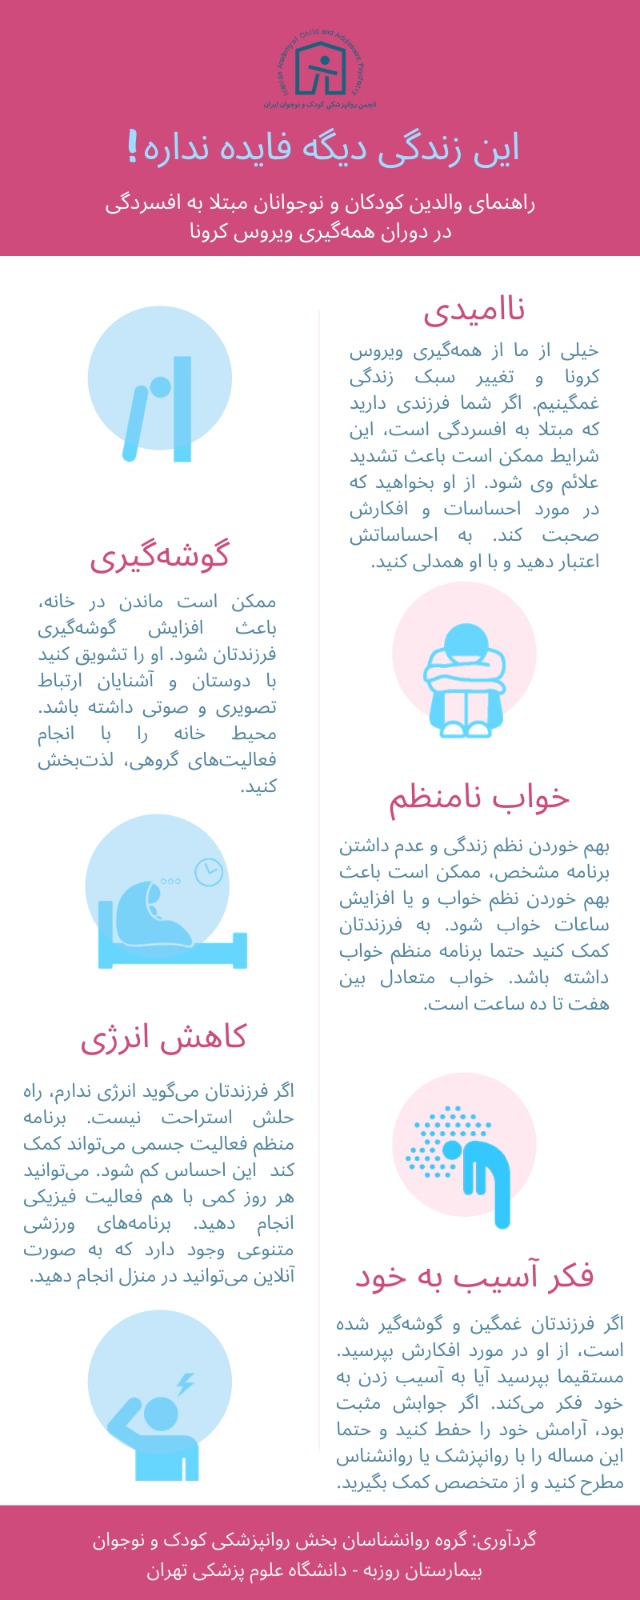 Iranian Academy of Child and Adolescent Psychiatry
انجمن روانپزشکی کودک و نوجوان ایران
این زندگی دیگه فایده نداره!
راهنمای والدین کودکان و نوجوانان مبتلا به افسردگی
در دوران همه‌گیری ویروس کرونا
ناامیدی
خیلی از ما از همه‌گیری ویروس
کرونا و تغییر سبک زندگی
غمگینیم. اگر شما فرزندی دارید
که مبتلا به افسردگی است، این
شرایط ممکن است باعث تشدید
علائم وی شود. از او بخواهید که
در مورد احساسات و افکارش
صحبت کند. به احساساتش
اعتبار دهید و با او همدلی کنید.
گوشه‌گیری
ممکن است ماندن در خانه،
باعث افزایش گوشه‌گیری
فرزندتان شود. او را تشویق کنید
با دوستان و آشنایان ارتباط
تصویری و صوتی داشته باشد.
محیط خانه را با انجام
فعالیت‌های گروهی، لذت‌بخش
کنید.
خواب نامنظم
بهم خوردن نظم زندگی و عدم داشتن
برنامه مشخص، ممکن است باعث
بهم خوردن نظم خواب و یا افزایش
ساعات خواب شود. به فرزندتان
کمک کنید حتما برنامه منظم خواب
داشته باشد. خواب متعادل بین
هفت تا ده ساعت است.
کاهش انرژی
اگر فرزندتان می‌گوید انرژی ندارم، راه
حلش استراحت نیست. برنامه
منظم فعالیت جسمی می‌تواند کمک
کند این احساس کم شود. می‌توانید
هر روز کمی با هم فعالیت فیزیکی
انجام دهید. برنامه‌های ورزشی
متنوعی وجود دارد که به صورت
آنلاین می‌توانید در منزل انجام دهید.
فکر آسیب به خود
اگر فرزندتان غمگین و گوشه‌گیر شده
است، از او در مورد افکارش بپرسید.
مستقیما بپرسید آیا به آسیب زدن به
خود فکر می‌کند. اگر جوابش مثبت
بود، آرامش خود را حفظ کنید و حتما
این مساله را با روانپزشک یا روانشناس
مطرح کنید و از متخصص کمک بگیرید.
گردآوری: گروه روانشناسان بخش روانپزشکی کودک و نوجوان
بیمارستان روزبه - دانشگاه علوم پزشکی تهران